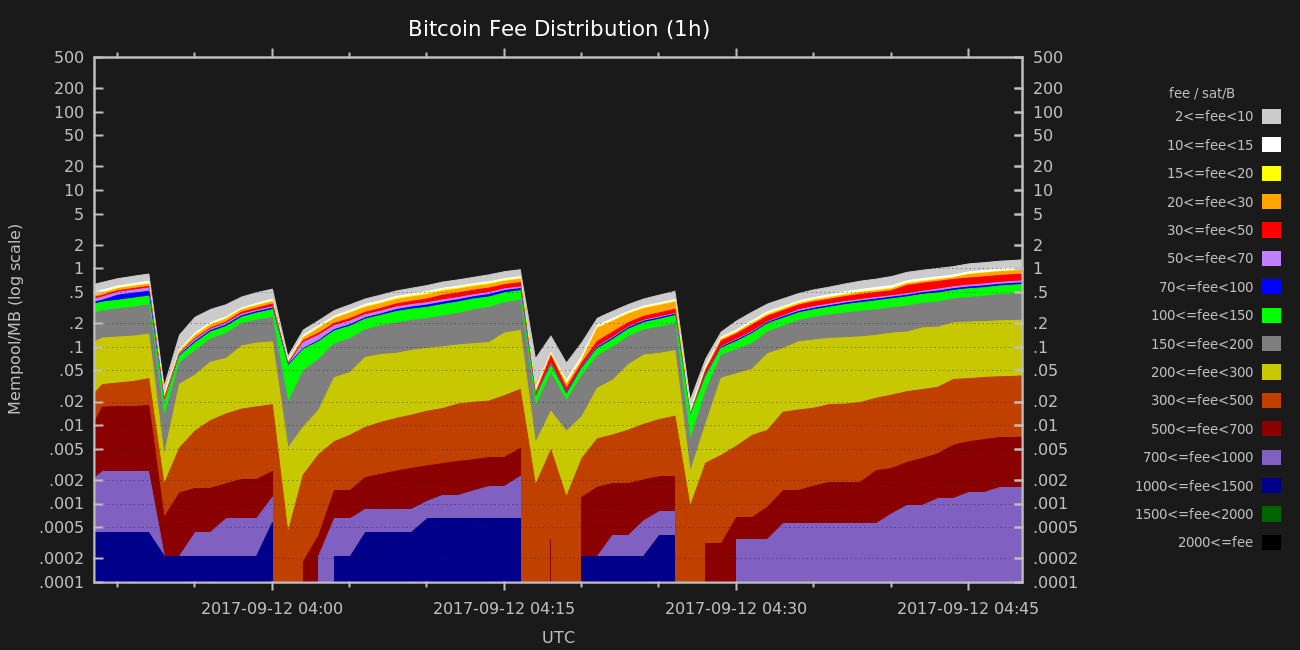 Bitcoin Fee Distribution (1h)
Mempool/MB (log scale)
500
200
100
50
20
10
5
2
1
.5
.2
.1
.05
.02
.01
.005
.002
.001
.0005
.0002
.0001
500
200
100
50
20
10
5
2
1
.5
.2
.1
.05
.02
.01
.005
.002
.001
.0005
.0002
.0001
2017-09-12 04:00
2017-09-12 04:15
2017-09-12 04:30
2017-09-12 04:45
UTC
fee / sat/B
2<=fee<10
10<=fee<15
15<=fee<20
20<=fee<30
30<=fee<50
50<=fee<70
70<=fee<100
100<=fee<150
150<=fee<200
200<=fee<300
300<=fee<500
500<=fee<700
700<=fee<1000
1000<=fee<1500
1500<=fee<2000
2000<=fee